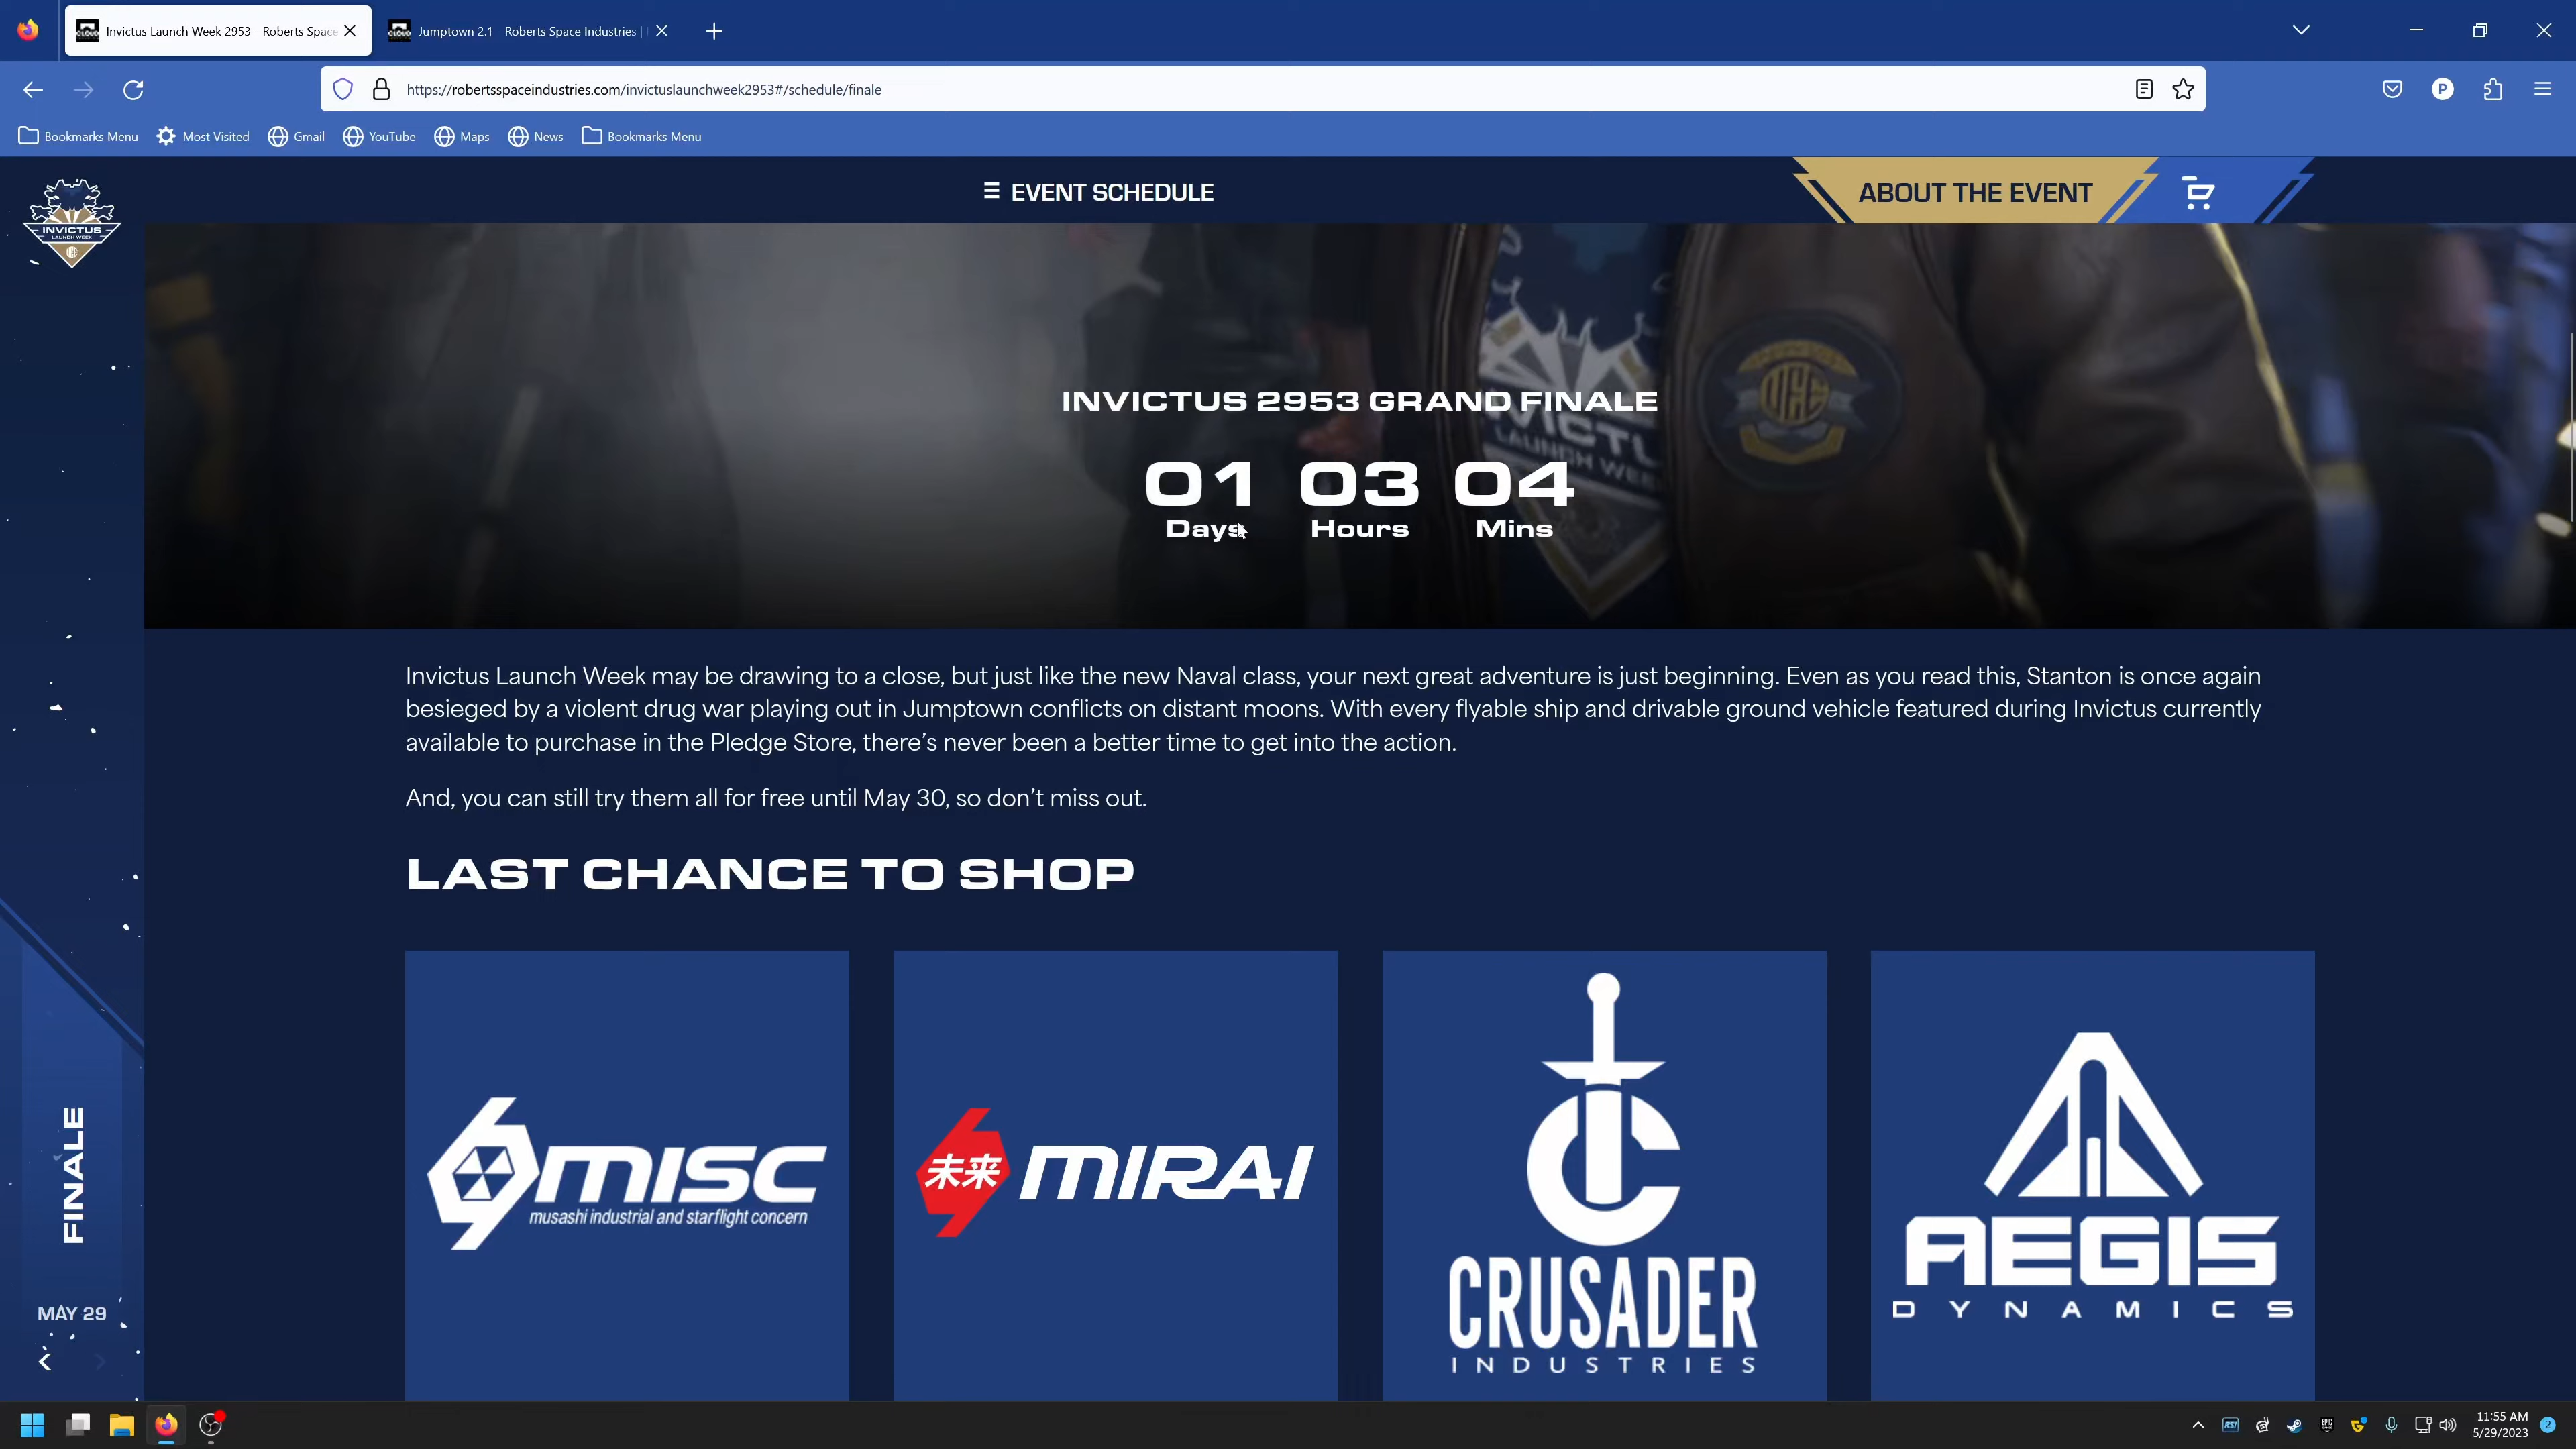 Invictus Launch Week 2953 - Roberts Space
Jumptown 2.1 - Roberts Space Industries |
https://robertsspaceindustries.com/invictuslaunchweek2953#/schedule/finale
P
Bookmarks Menu
Most Visited
Gmail
YouTube
Maps
News
Bookmarks Menu
INVICTUS
LAUNCH WEEK
EVENT SCHEDULE
ABOUT THE EVENT
INVICTUS 2953 GRAND FINALE
01 03 04
Days Hours Mins
Invictus Launch Week may be drawing to a close, but just like the new Naval class, your next great adventure is just beginning. Even as you read this, Stanton is once again
besieged by a violent drug war playing out in Jumptown conflicts on distant moons. With every flyable ship and drivable ground vehicle featured during Invictus currently
available to purchase in the Pledge Store, there's never been a better time to get into the action.
And, you can still try them all for free until May 30, so don't miss out.
LAST CHANCE TO SHOP
MISC
musashi industrial and starflight concern
未来 MIRAI
CRUSADER
INDUSTRIES
AEGIS
DYNAMICS
FINALE
MAY 29
11:55 AM
5/29/2023
2